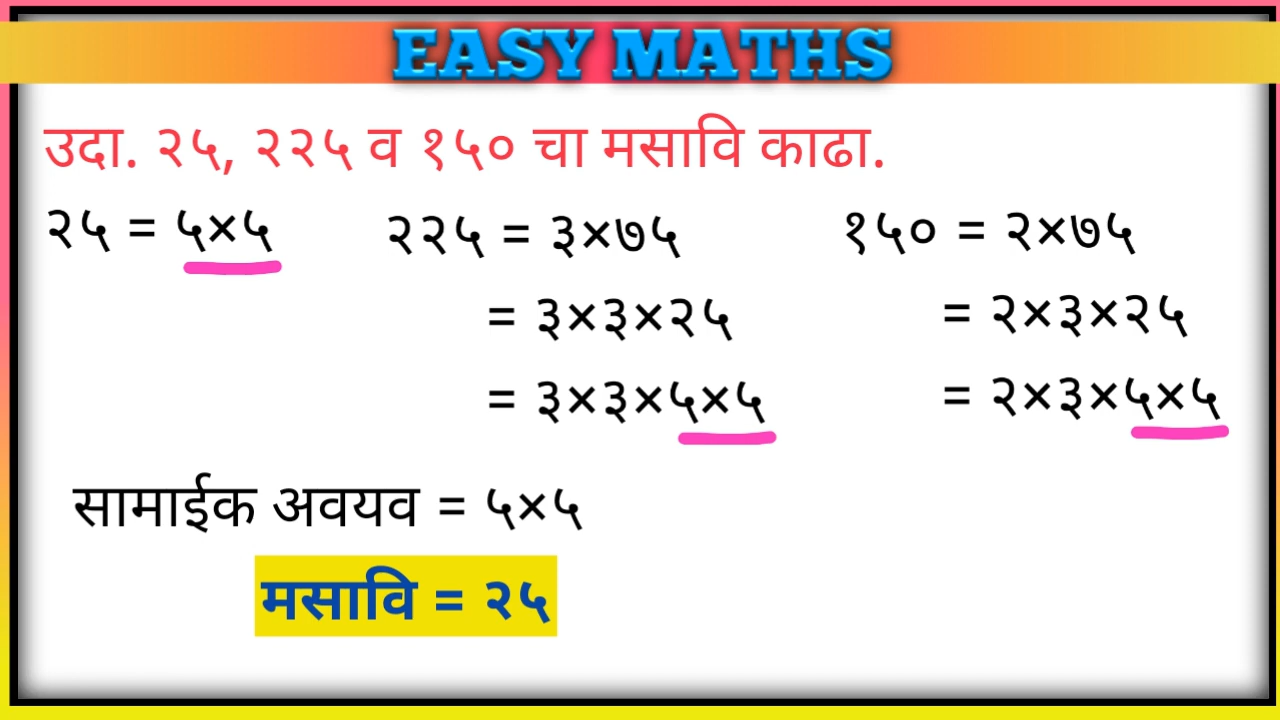 EASY MATHS
उदा. २५, २२५ व १५० चा मसावि काढा.
२५ = ५×५
२२५ = ३×७५
= ३×३×२५
= ३×३×५×५
१५० = २×७५
= २×३×२५
= २×३×५×५
सामाईक अवयव = ५×५
मसावि = २५